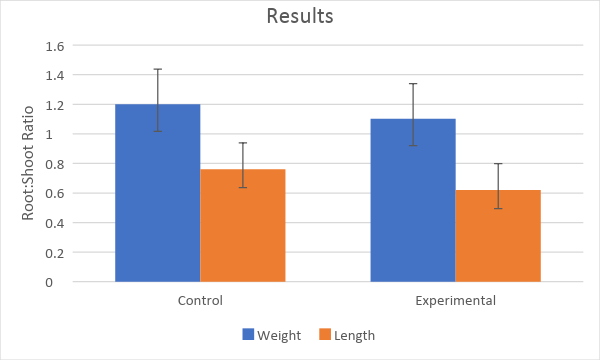 Results
Root:Shoot Ratio
1.6
1.4
1.2
1
0.8
0.6
0.4
0.2
0
Control Experimental
Weight Length